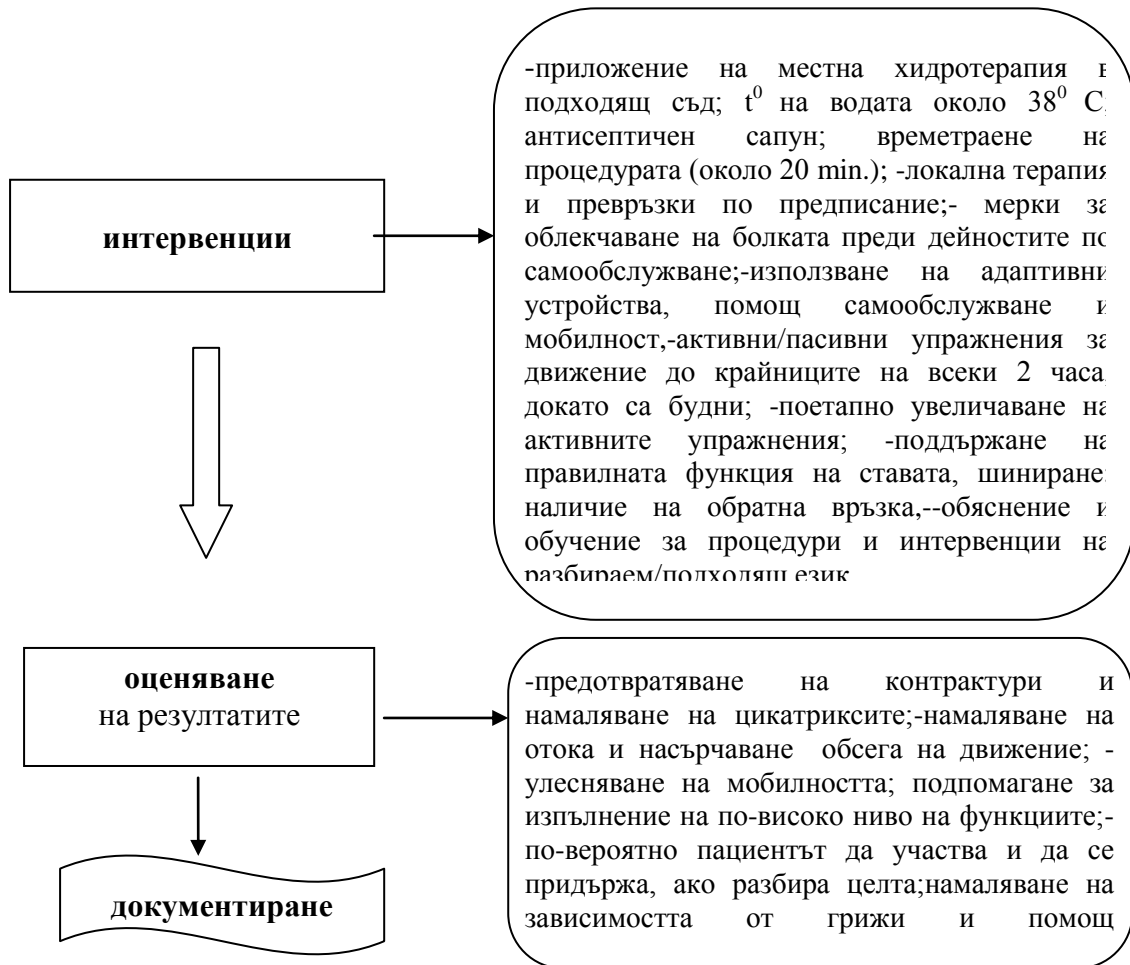 интервенции
-приложение на местна хидротерапия в
подходящ съд; t⁰ на водата около 38⁰ С;
антисептичен сапун; времетраене на
процедурата (около 20 min.); -локална терапия
и превръзки по предписание;- мерки за
облекчаване на болката преди дейностите по
самообслужване;-използване на адаптивни
устройства, помощ самообслужване и
мобилност,-активни/пасивни упражнения за
движение до крайниците на всеки 2 часа,
докато са будни; -поетапно увеличаване на
активните упражнения; -поддържане на
правилната функция на ставата, шиниране;
наличие на обратна връзка,--обяснение и
обучение за процедури и интервенции на
разбираем/подходящ език
оценяване
на резултатите
-предотвратяване на контрактури и
намаляване на цикатриксите;-намаляване на
отока и насърчаване обсега на движение; -
улесняване на мобилността; подпомагане за
изпълнение на по-високо ниво на функциите;-
по-вероятно пациентът да участва и да се
придържа, ако разбира целта;намаляване на
зависимостта от грижи и помощ
документиране